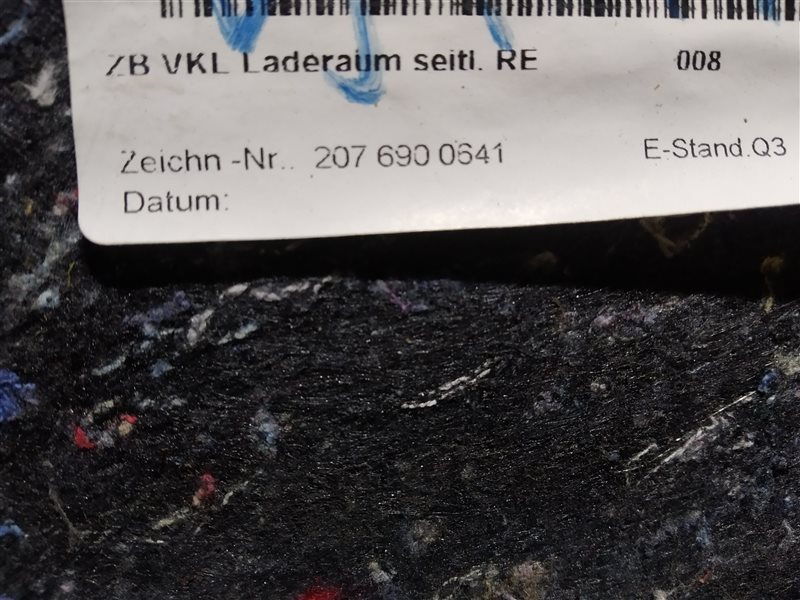 ZB VKL Laderaum seitl. RE 008
Zeichn -Nr.. 207 690 0641 E-Stand.Q3
Datum: